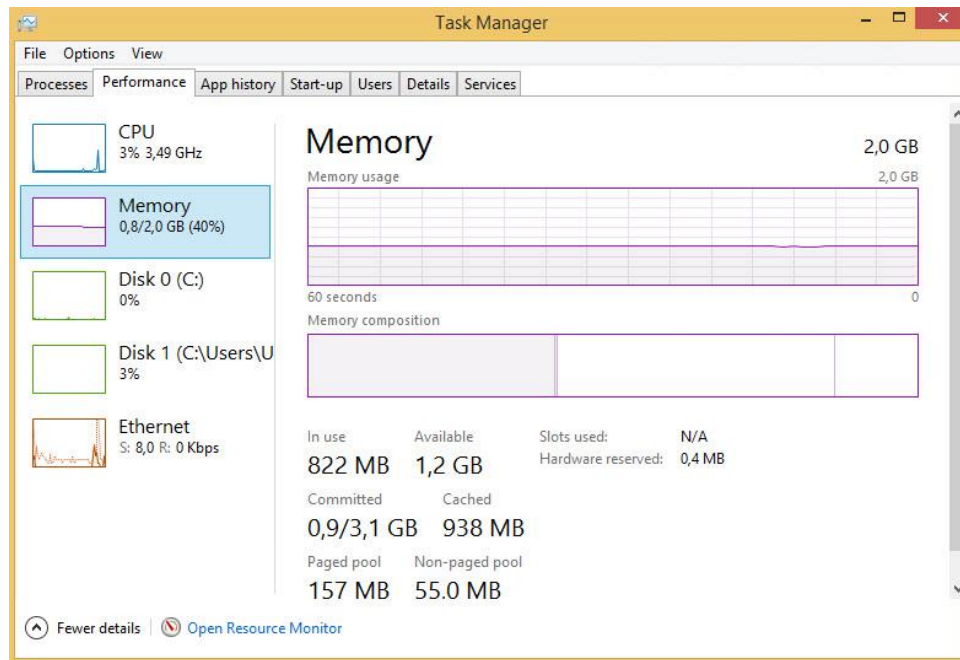 Task Manager
File Options View
Processes Performance App history Start-up Users Details Services
CPU
3% 3,49 GHz
Memory
0,8/2,0 GB (40%)
Disk 0 (C:)
0%
Disk 1 (C:\Users\U
3%
Ethernet
S: 8,0 R: 0 Kbps
Memory 2,0 GB
Memory usage 2,0 GB
60 seconds 0
Memory composition
In use Available Slots used: N/A
822 MB 1,2 GB Hardware reserved: 0,4 MB
Committed Cached
0,9/3,1 GB 938 MB
Paged pool Non-paged pool
157 MB 55.0 MB
Fewer details Open Resource Monitor